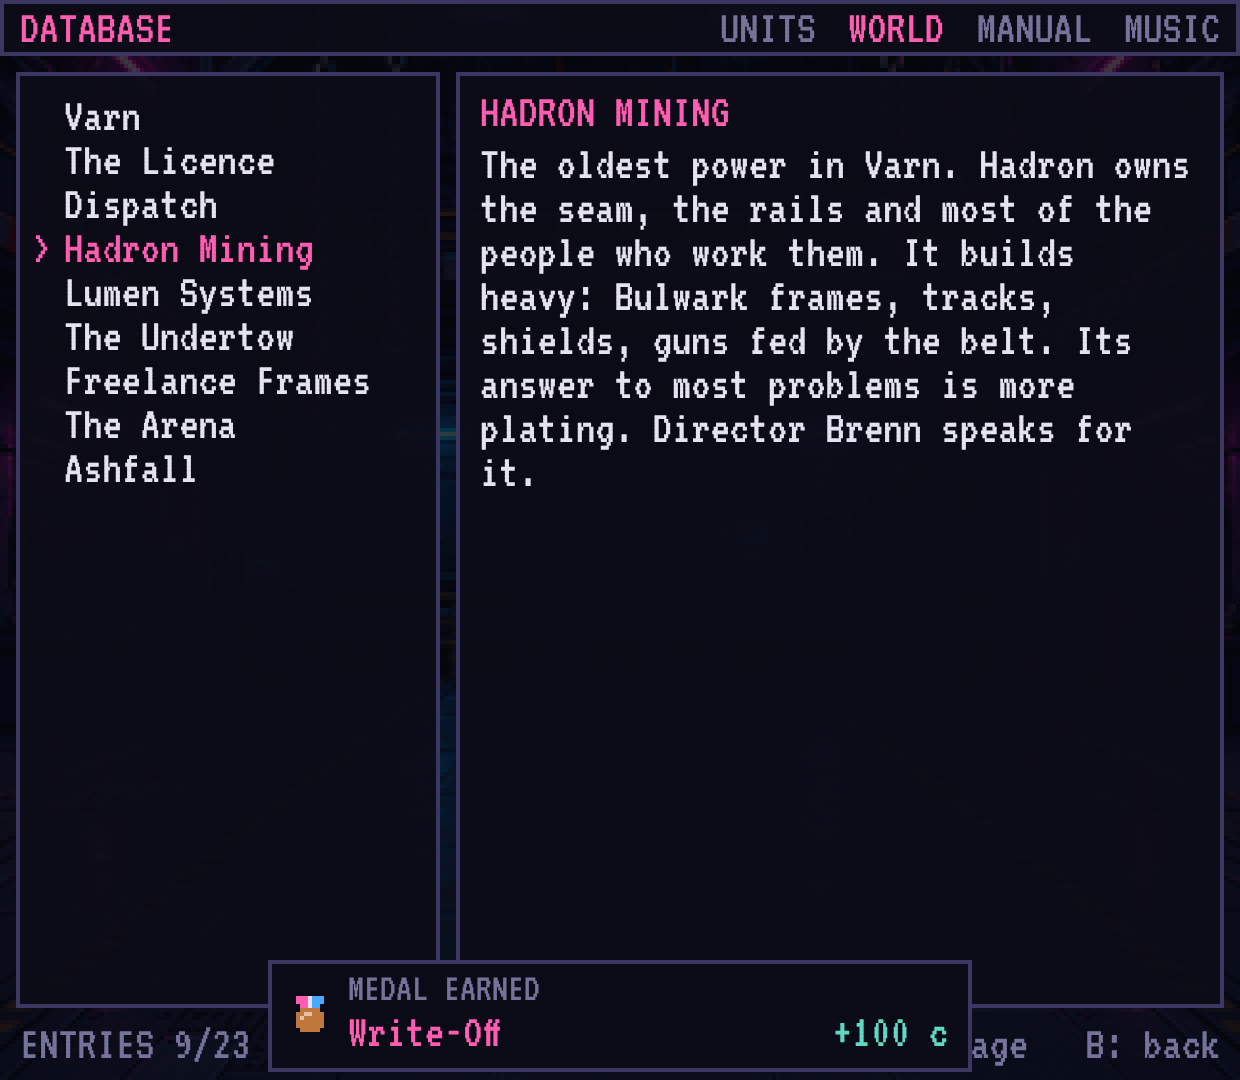 DATABASE UNITS WORLD MANUAL MUSIC
Varn
The Licence
Dispatch
> Hadron Mining
Lumen Systems
The Undertow
Freelance Frames
The Arena
Ashfall
HADRON MINING
The oldest power in Varn. Hadron owns
the seam, the rails and most of the
people who work them. It builds
heavy: Bulwark frames, tracks,
shields, guns fed by the belt. Its
answer to most problems is more
plating. Director Brenn speaks for
it.
MEDAL EARNED
Write-Off +100 c
ENTRIES 9/23 B: back